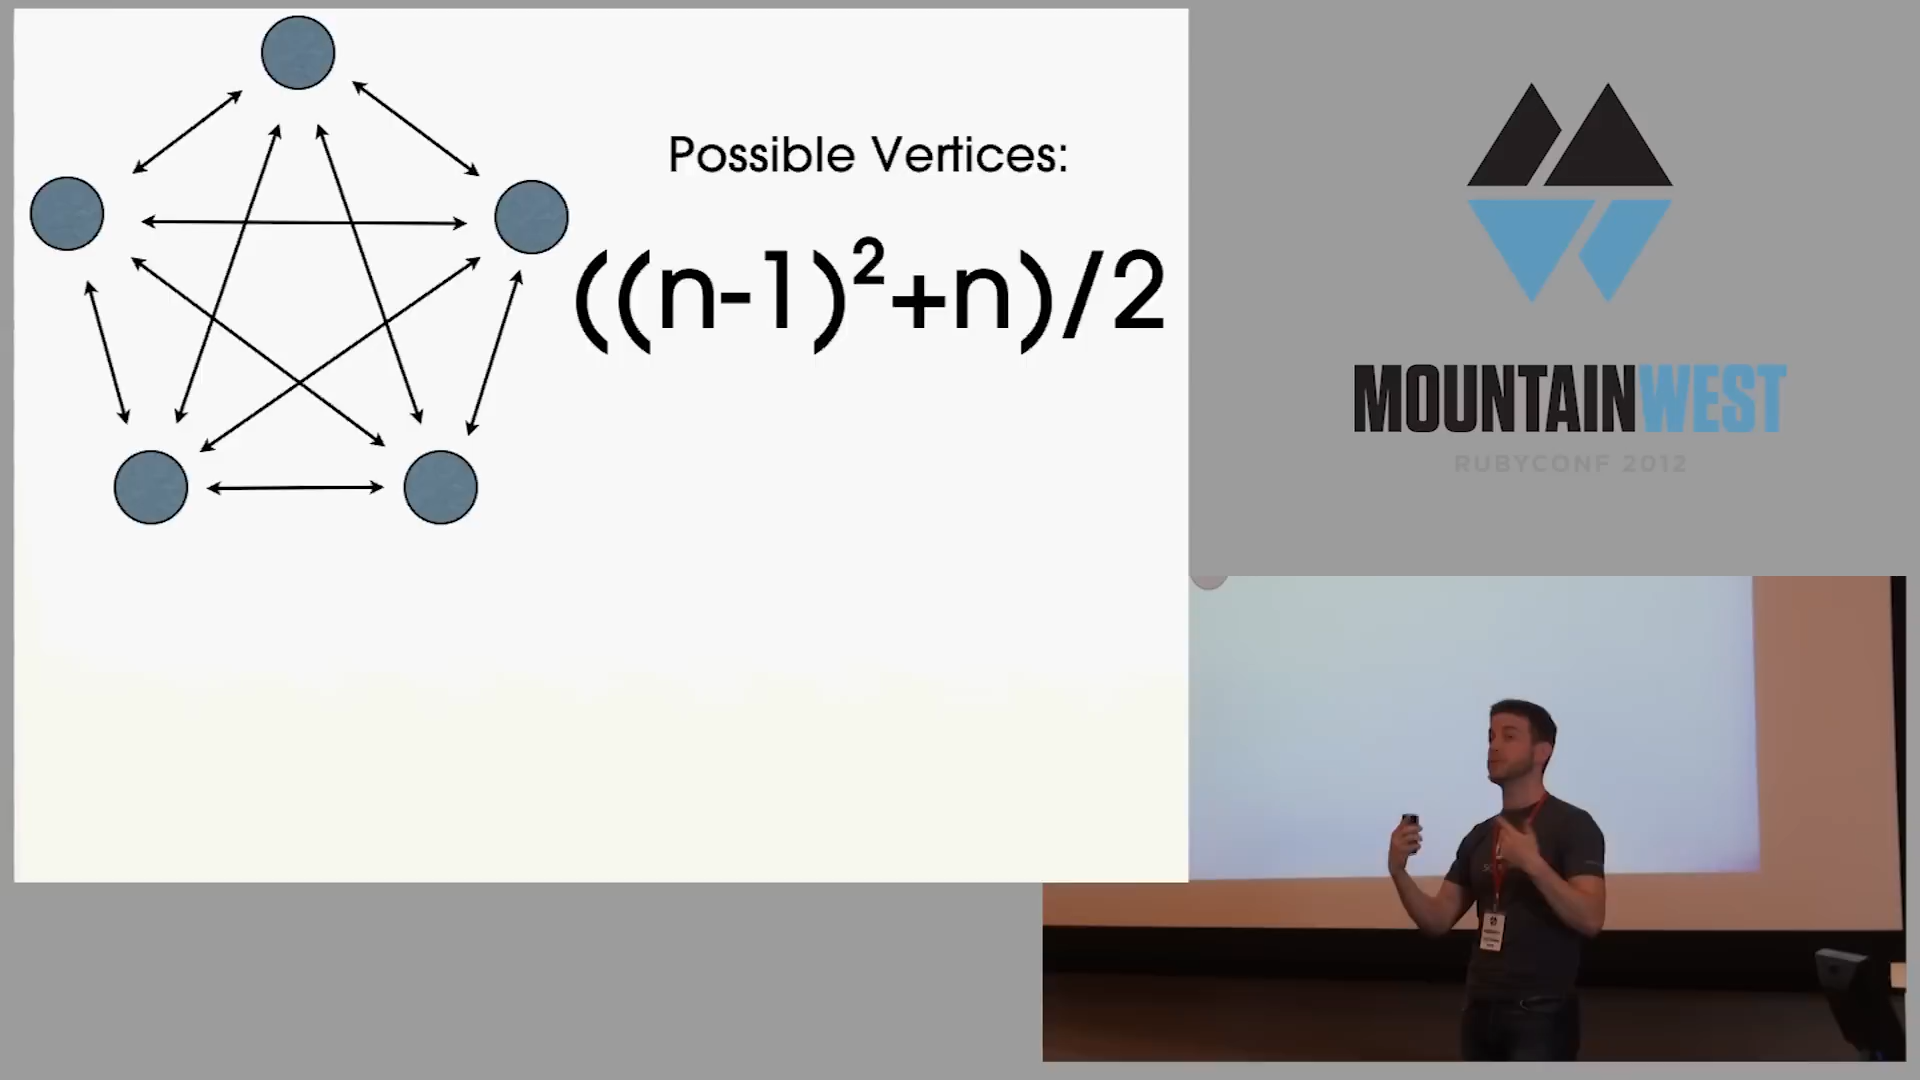 Possible Vertices:
((n-1)²+n)/2
MOUNTAINWEST
RUBYCONF 2012